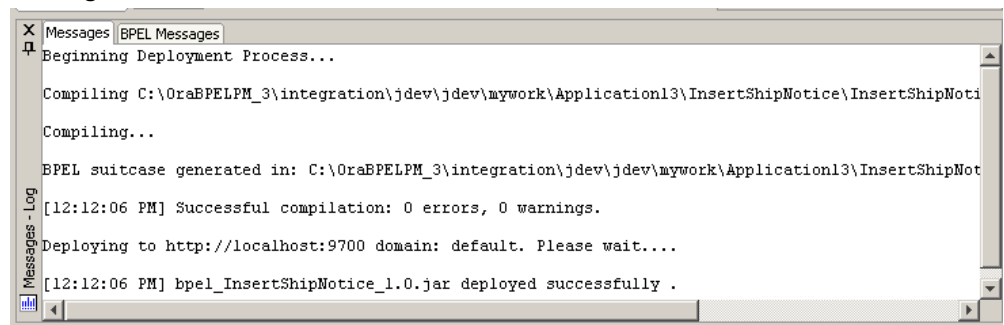 Messages BPEL Messages
Beginning Deployment Process...
Compiling C:\OraBPELPM_3\integration\jdev\jdev\mywork\Application13\InsertShipNotice\InsertShipNoti
Compiling...
BPEL suitcase generated in: C:\OraBPELPM_3\integration\jdev\jdev\mywork\Application13\InsertShipNot
[12:12:06 PM] Successful compilation: 0 errors, 0 warnings.
Deploying to http://localhost:9700 domain: default. Please wait....
[12:12:06 PM] bpel_InsertShipNotice_1.0.jar deployed successfully .
Messages - Log